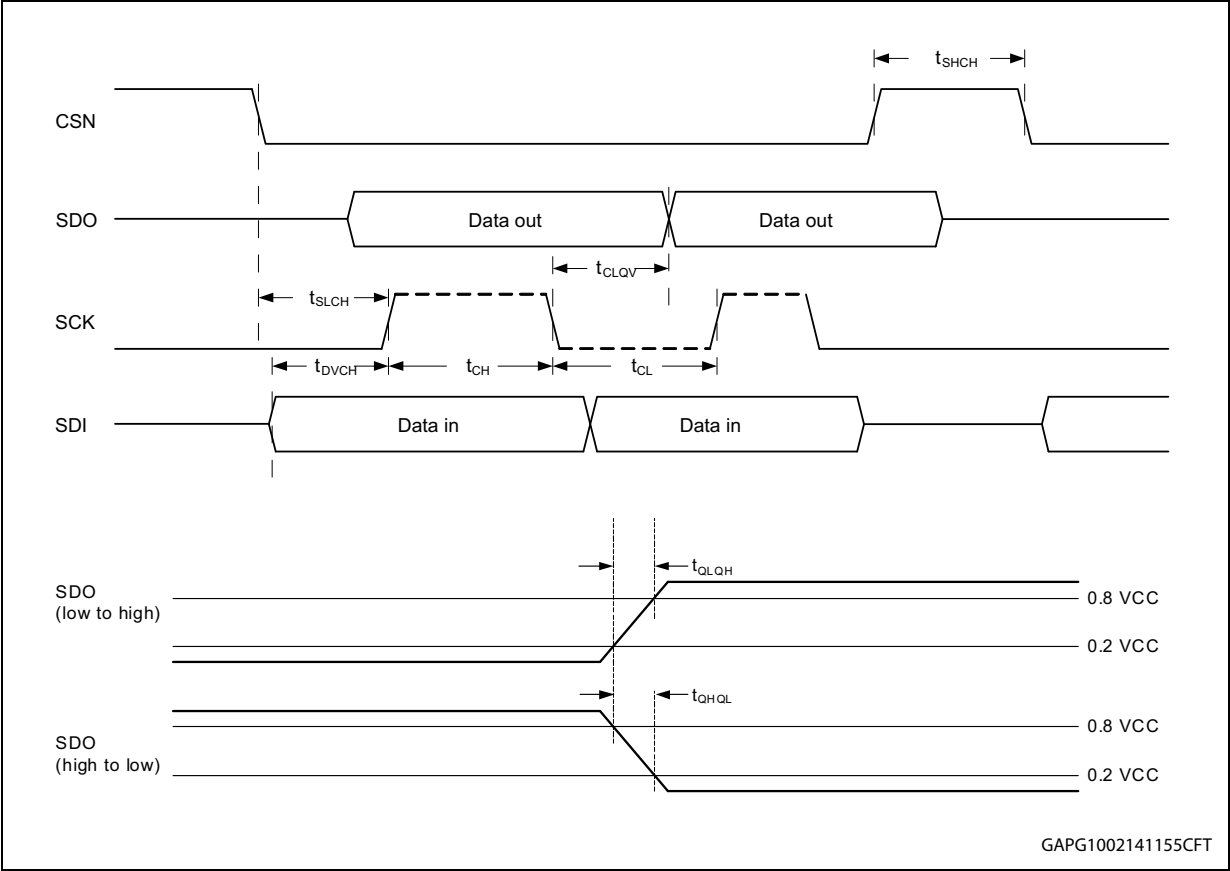 tSHCH
CSN
SDO
Data out
Data out
tCLQV
tSLCH
SCK
tDVCH
tCH
tCL
SDI
Data in
Data in
tQLQH
SDO
(low to high)
0.8 VCC
0.2 VCC
tQHQL
SDO
(high to low)
0.8 VCC
0.2 VCC
GAPG1002141155CFT